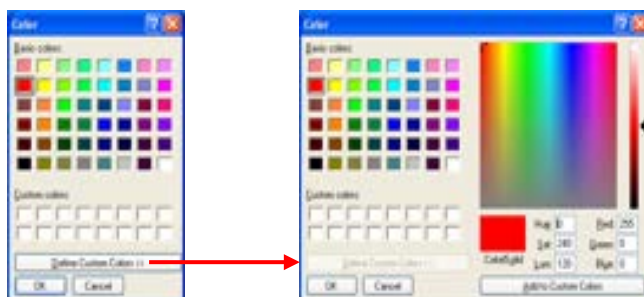 Color
Basic colors:
Custom colors:
Define Custom Colors >>
OK Cancel
Color
Basic colors:
Custom colors:
Define Custom Colors >>
OK Cancel
Hue: 0 Red: 255
Sat: 240 Green: 0
Color|Solid Lum: 120 Blue: 0
Add to Custom Colors